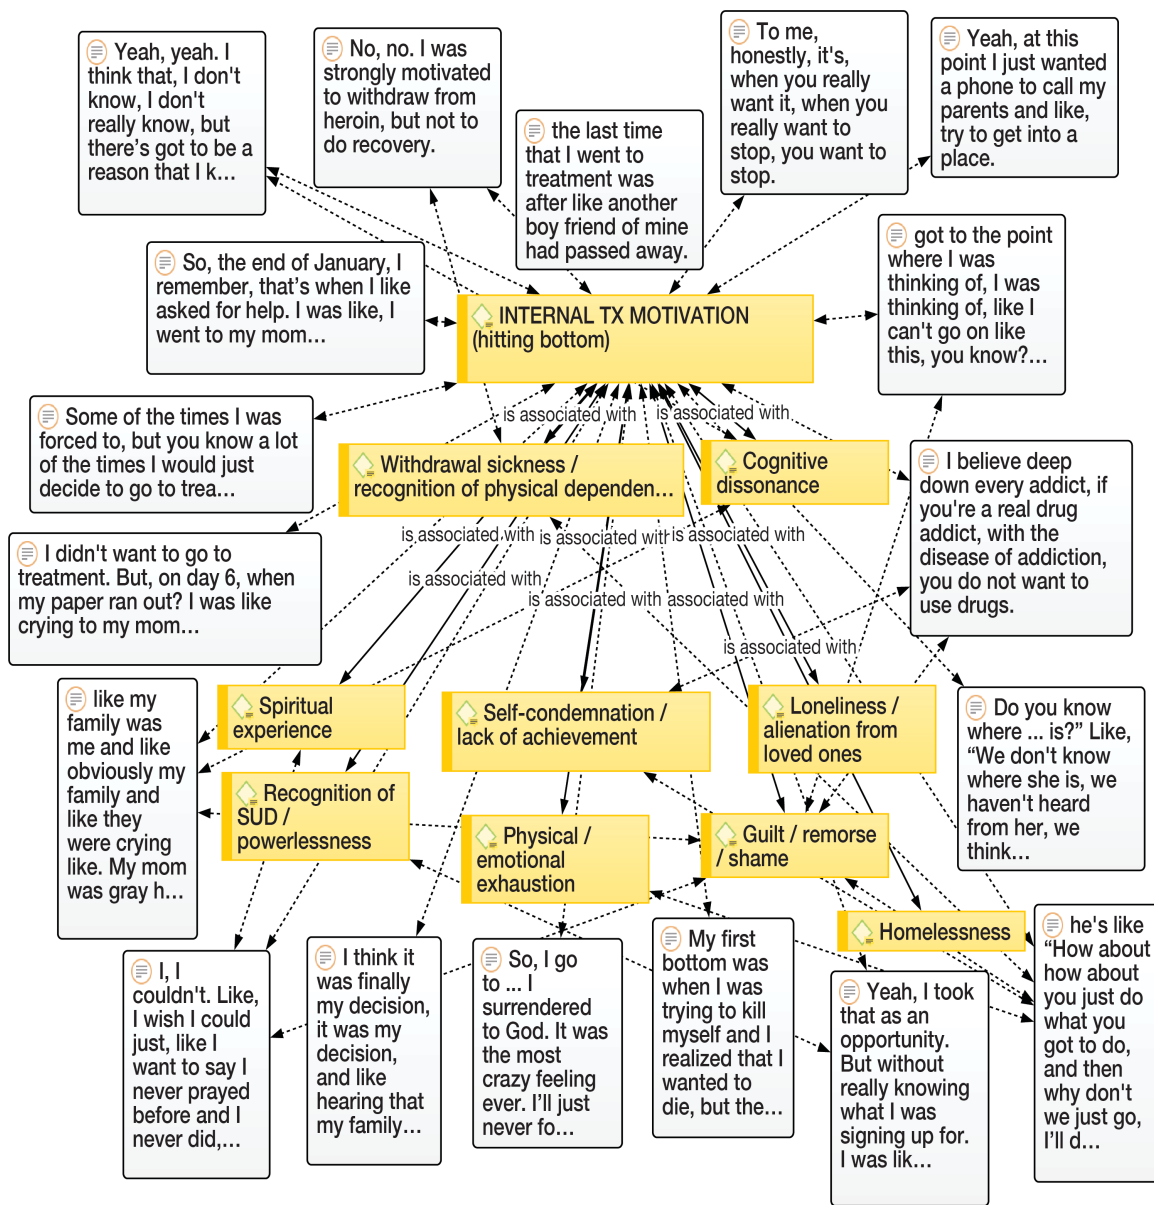 Yeah, yeah. I
think that, I don't
know, I don't
really know, but
there's got to be a
reason that I k...
No, no. I was
strongly motivated
to withdraw from
heroin, but not to
do recovery.
the last time
that I went to
treatment was
after like another
boy friend of mine
had passed away.
To me,
honestly, it's,
when you really
want it, when you
really want to
stop, you want to
stop.
Yeah, at this
point I just wanted
a phone to call my
parents and like,
try to get into a
place.
So, the end of January, I
remember, that's when I like
asked for help. I was like, I
went to my mom...
got to the point
where I was
thinking of, I was
thinking of, like I
can't go on like
this, you know?...
INTERNAL TX MOTIVATION
(hitting bottom)
Some of the times I was
forced to, but you know a lot
of the times I would just
decide to go to trea...
is associated with
is associated with
Withdrawal sickness /
recognition of physical dependen...
Cognitive
dissonance
I believe deep
down every addict, if
you're a real drug
addict, with the
disease of addiction,
you do not want to
use drugs.
I didn't want to go to
treatment. But, on day 6, when
my paper ran out? I was like
crying to my mom...
is associated with
is associated with
is associated with
is associated with
is associated with
associated with
is associated with
like my
family was
me and like
obviously my
family and
like they
were crying
like. My mom
was gray h...
Spiritual
experience
Self-condemnation /
lack of achievement
Loneliness /
alienation from
loved ones
Do you know
where ... is?” Like,
“We don't know
where she is, we
haven't heard
from her, we
think...
Recognition of
SUD /
powerlessness
Physical /
emotional
exhaustion
Guilt / remorse
/ shame
Homelessness
I, I
couldn't. Like,
I wish I could
just, like I
want to say I
never prayed
before and I
never did,...
I think it
was finally
my decision,
it was my
decision,
and like
hearing that
my family...
So, I go
to ... I
surrendered
to God. It was
the most
crazy feeling
ever. I'll just
never fo...
My first
bottom was
when I was
trying to kill
myself and I
realized that I
wanted to
die, but the...
Yeah, I took
that as an
opportunity.
But without
really knowing
what I was
signing up for.
I was lik...
he's like
“How about
how about
you just do
what you
got to do,
and then
why don't
we just go,
I'll d...